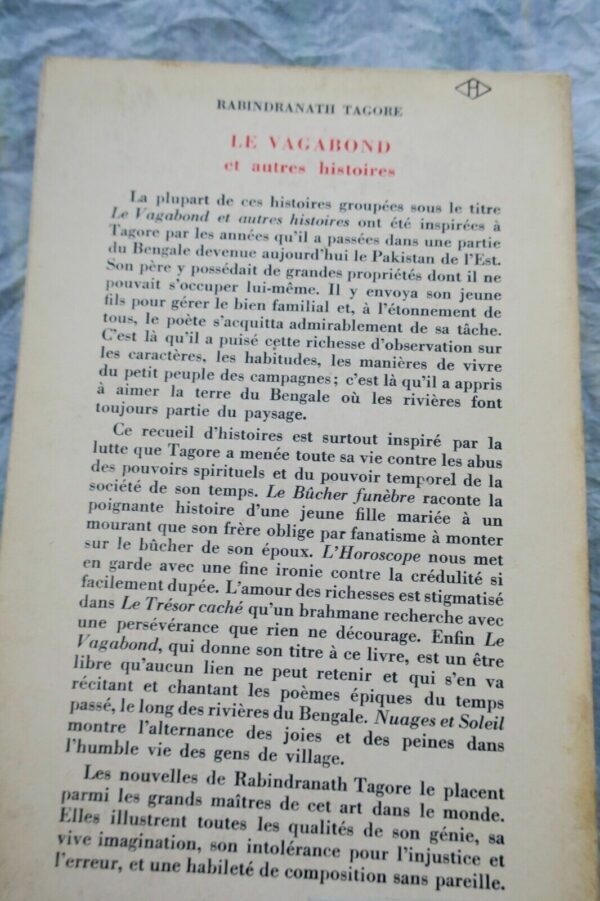 H
RABINDRANATH TAGORE
LE VAGABOND
et autres histoires
La plupart de ces histoires groupées sous le titre
Le Vagabond et autres histoires ont été inspirées à
Tagore par les années qu'il a passées dans une partie
du Bengale devenue aujourd'hui le Pakistan de l'Est.
Son père y possédait de grandes propriétés dont il ne
pouvait s'occuper lui-même. Il y envoya son jeune
fils pour gérer le bien familial et, à l'étonnement de
tous, le poète s'acquitta admirablement de sa tâche.
C'est là qu'il a puisé cette richesse d'observation sur
les caractères, les habitudes, les manières de vivre
du petit peuple des campagnes; c'est là qu'il a appris
à aimer la terre du Bengale où les rivières font
toujours partie du paysage.
Ce recueil d'histoires est surtout inspiré par la
lutte que Tagore a menée toute sa vie contre les abus
des pouvoirs spirituels et du pouvoir temporel de la
société de son temps. Le Bûcher funèbre raconte la
poignante histoire d'une jeune fille mariée à un
mourant que son frère oblige par fanatisme à monter
sur le bûcher de son époux. L'Horoscope nous met
en garde avec une fine ironie contre la crédulité si
facilement dupée. L'amour des richesses est stigmatisé
dans Le Trésor caché qu'un brahmane recherche avec
une persévérance que rien ne décourage. Enfin Le
Vagabond, qui donne son titre à ce livre, est un être
libre qu'aucun lien ne peut retenir et qui s'en va
récitant et chantant les poèmes épiques du temps
passé, le long des rivières du Bengale. Nuages et Soleil
montre l'alternance des joies et des peines dans
l'humble vie des gens de village.
Les nouvelles de Rabindranath Tagore le placent
parmi les grands maîtres de cet art dans le monde.
Elles illustrent toutes les qualités de son génie, sa
vive imagination, son intolérance pour l'injustice et
l'erreur, et une habileté de composition sans pareille.